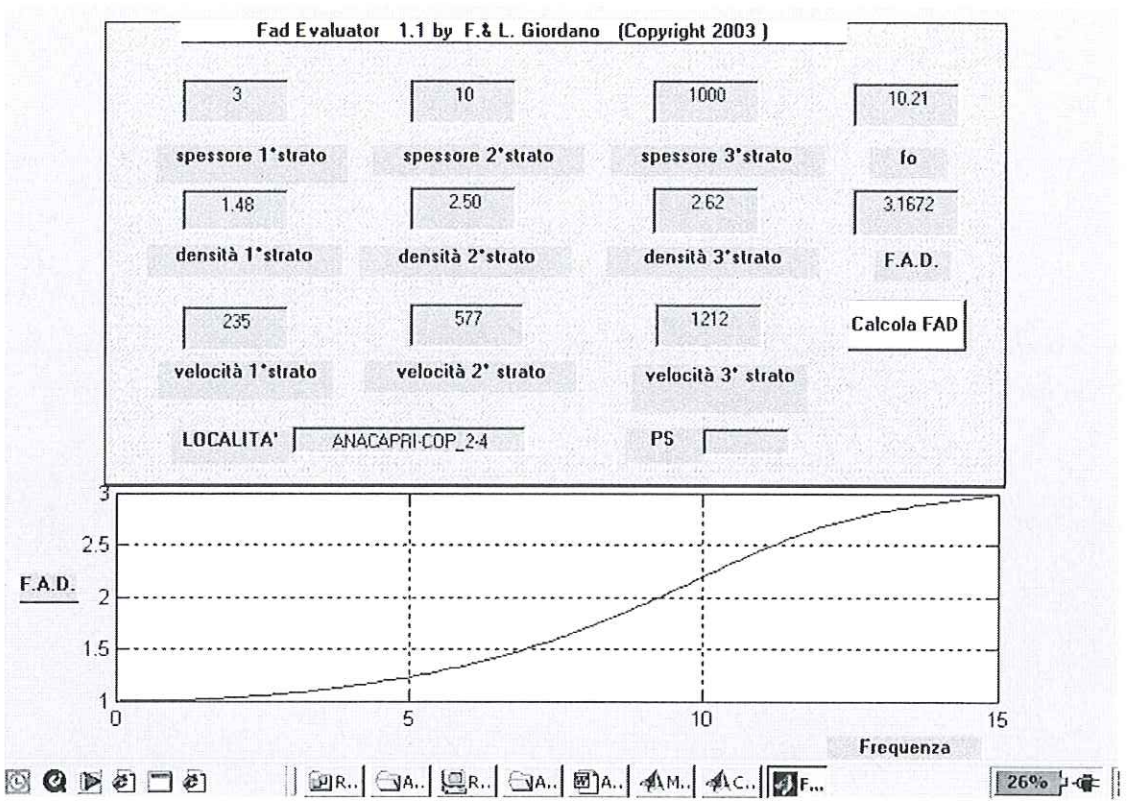 Fad Evaluator 1.1 by F.& L. Giordano (Copyright 2003 )
3 10 1000 10.21
spessore 1°strato spessore 2°strato spessore 3°strato fo
1.48 2.50 2.62 3.1672
densità 1°strato densità 2°strato densità 3°strato F.A.D.
235 577 1212 Calcola FAD
velocità 1°strato velocità 2° strato velocità 3° strato
LOCALITA' ANACAPRI-COP_2-4 PS
3
2.5
F.A.D. 2
1.5
1
0 5 10 15
Frequenza
R.. A.. R.. A.. A.. M.. C.. F... 26%